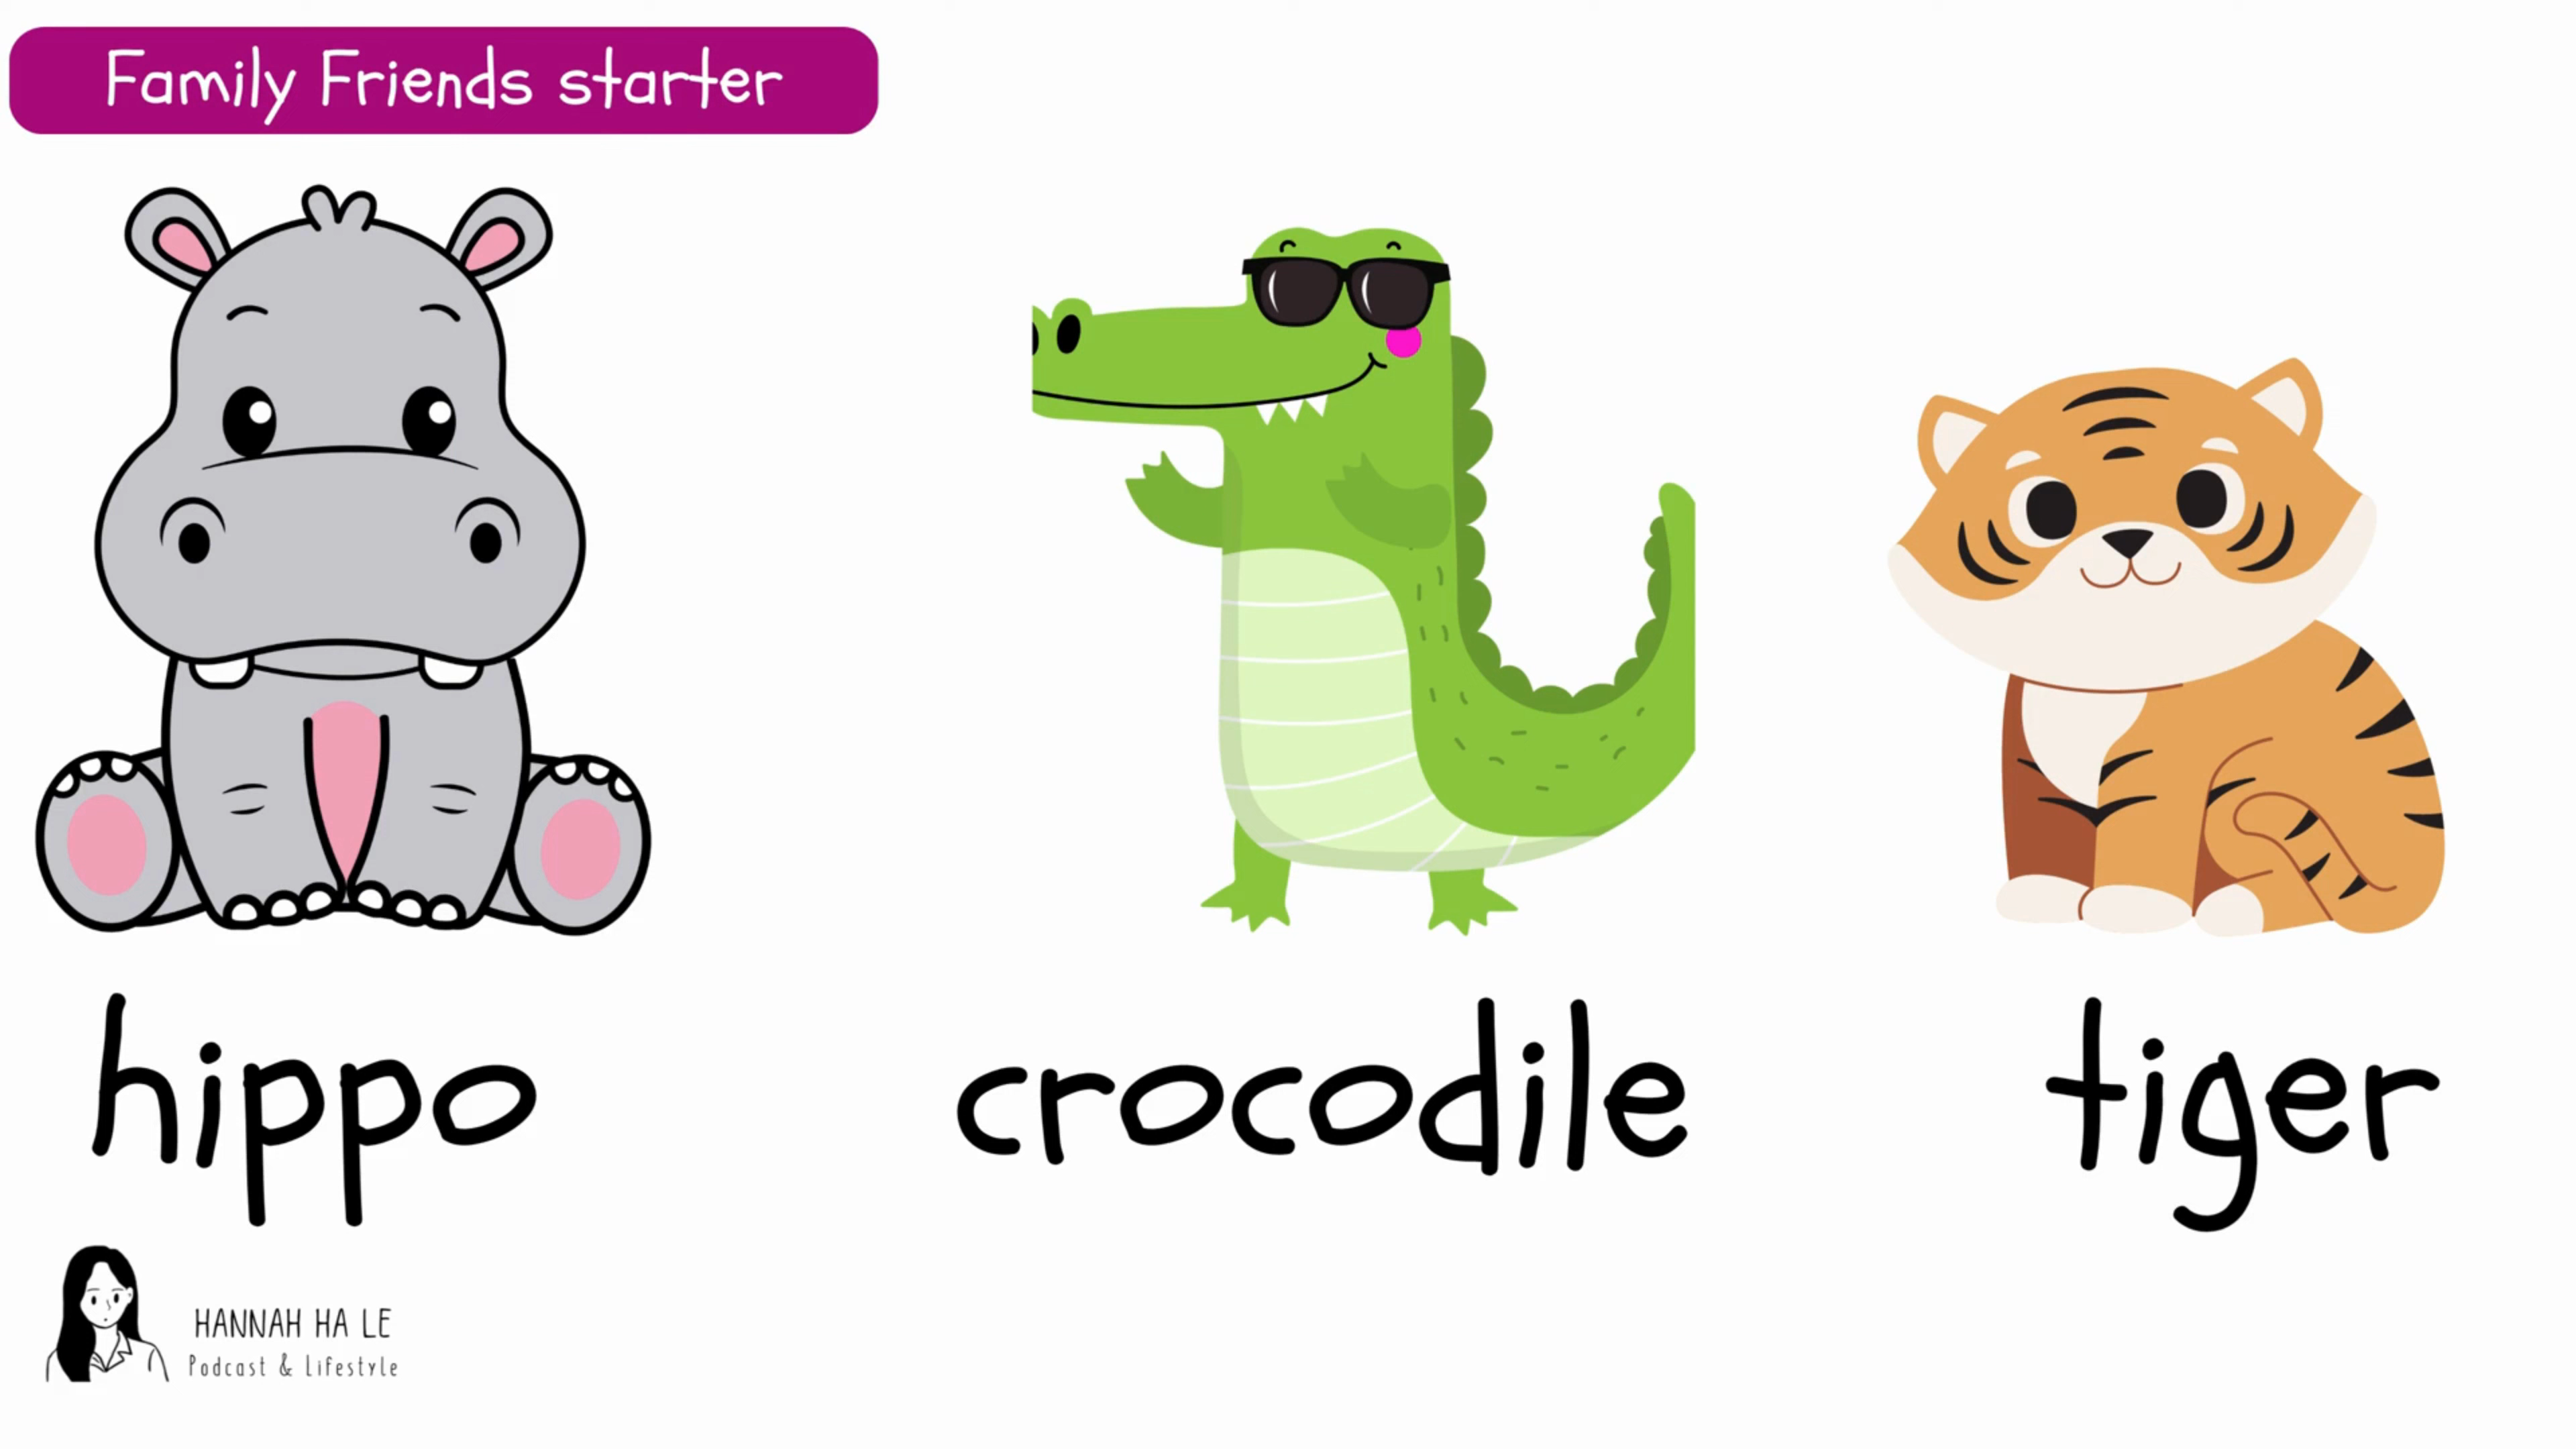 Family Friends starter
hippo
crocodile
tiger
HANNAH HA LE
Podcast & Lifestyle